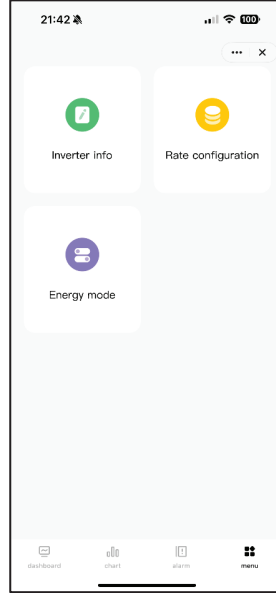 21:42
100
Inverter info
Rate configuration
Energy mode
dashboard
chart
alarm
menu